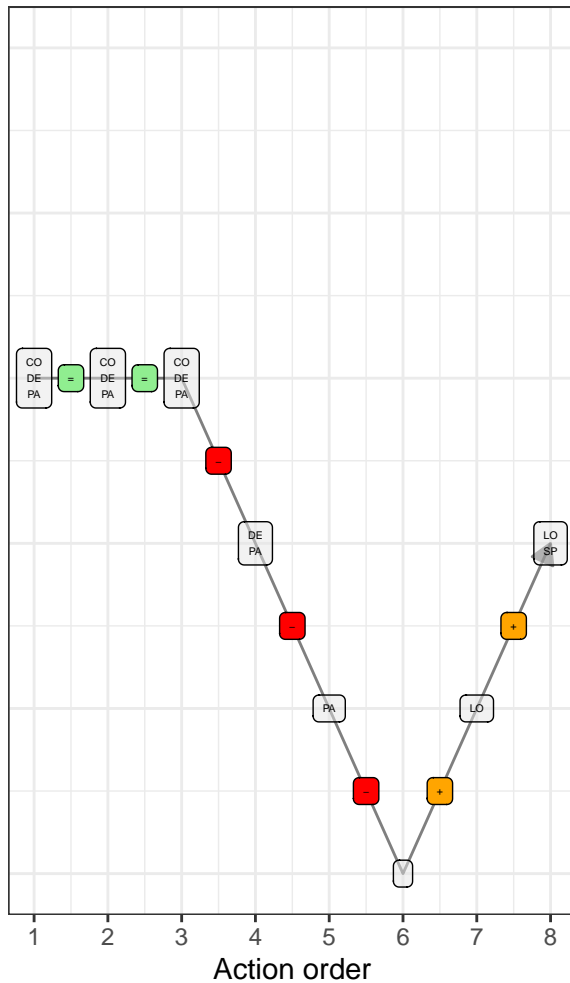 CO
DE
PA
=
CO
DE
PA
=
CO
DE
PA
–
DE
PA
–
PA
–
+
LO
+
LO
SP
1 2 3 4 5 6 7 8
Action order